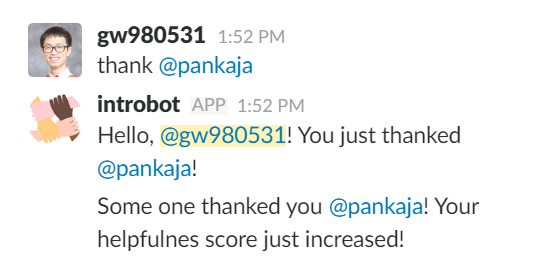 gw980531 1:52 PM
thank @pankaja
introbot APP 1:52 PM
Hello, @gw980531! You just thanked
@pankaja!
Some one thanked you @pankaja! Your
helpfulnes score just increased!